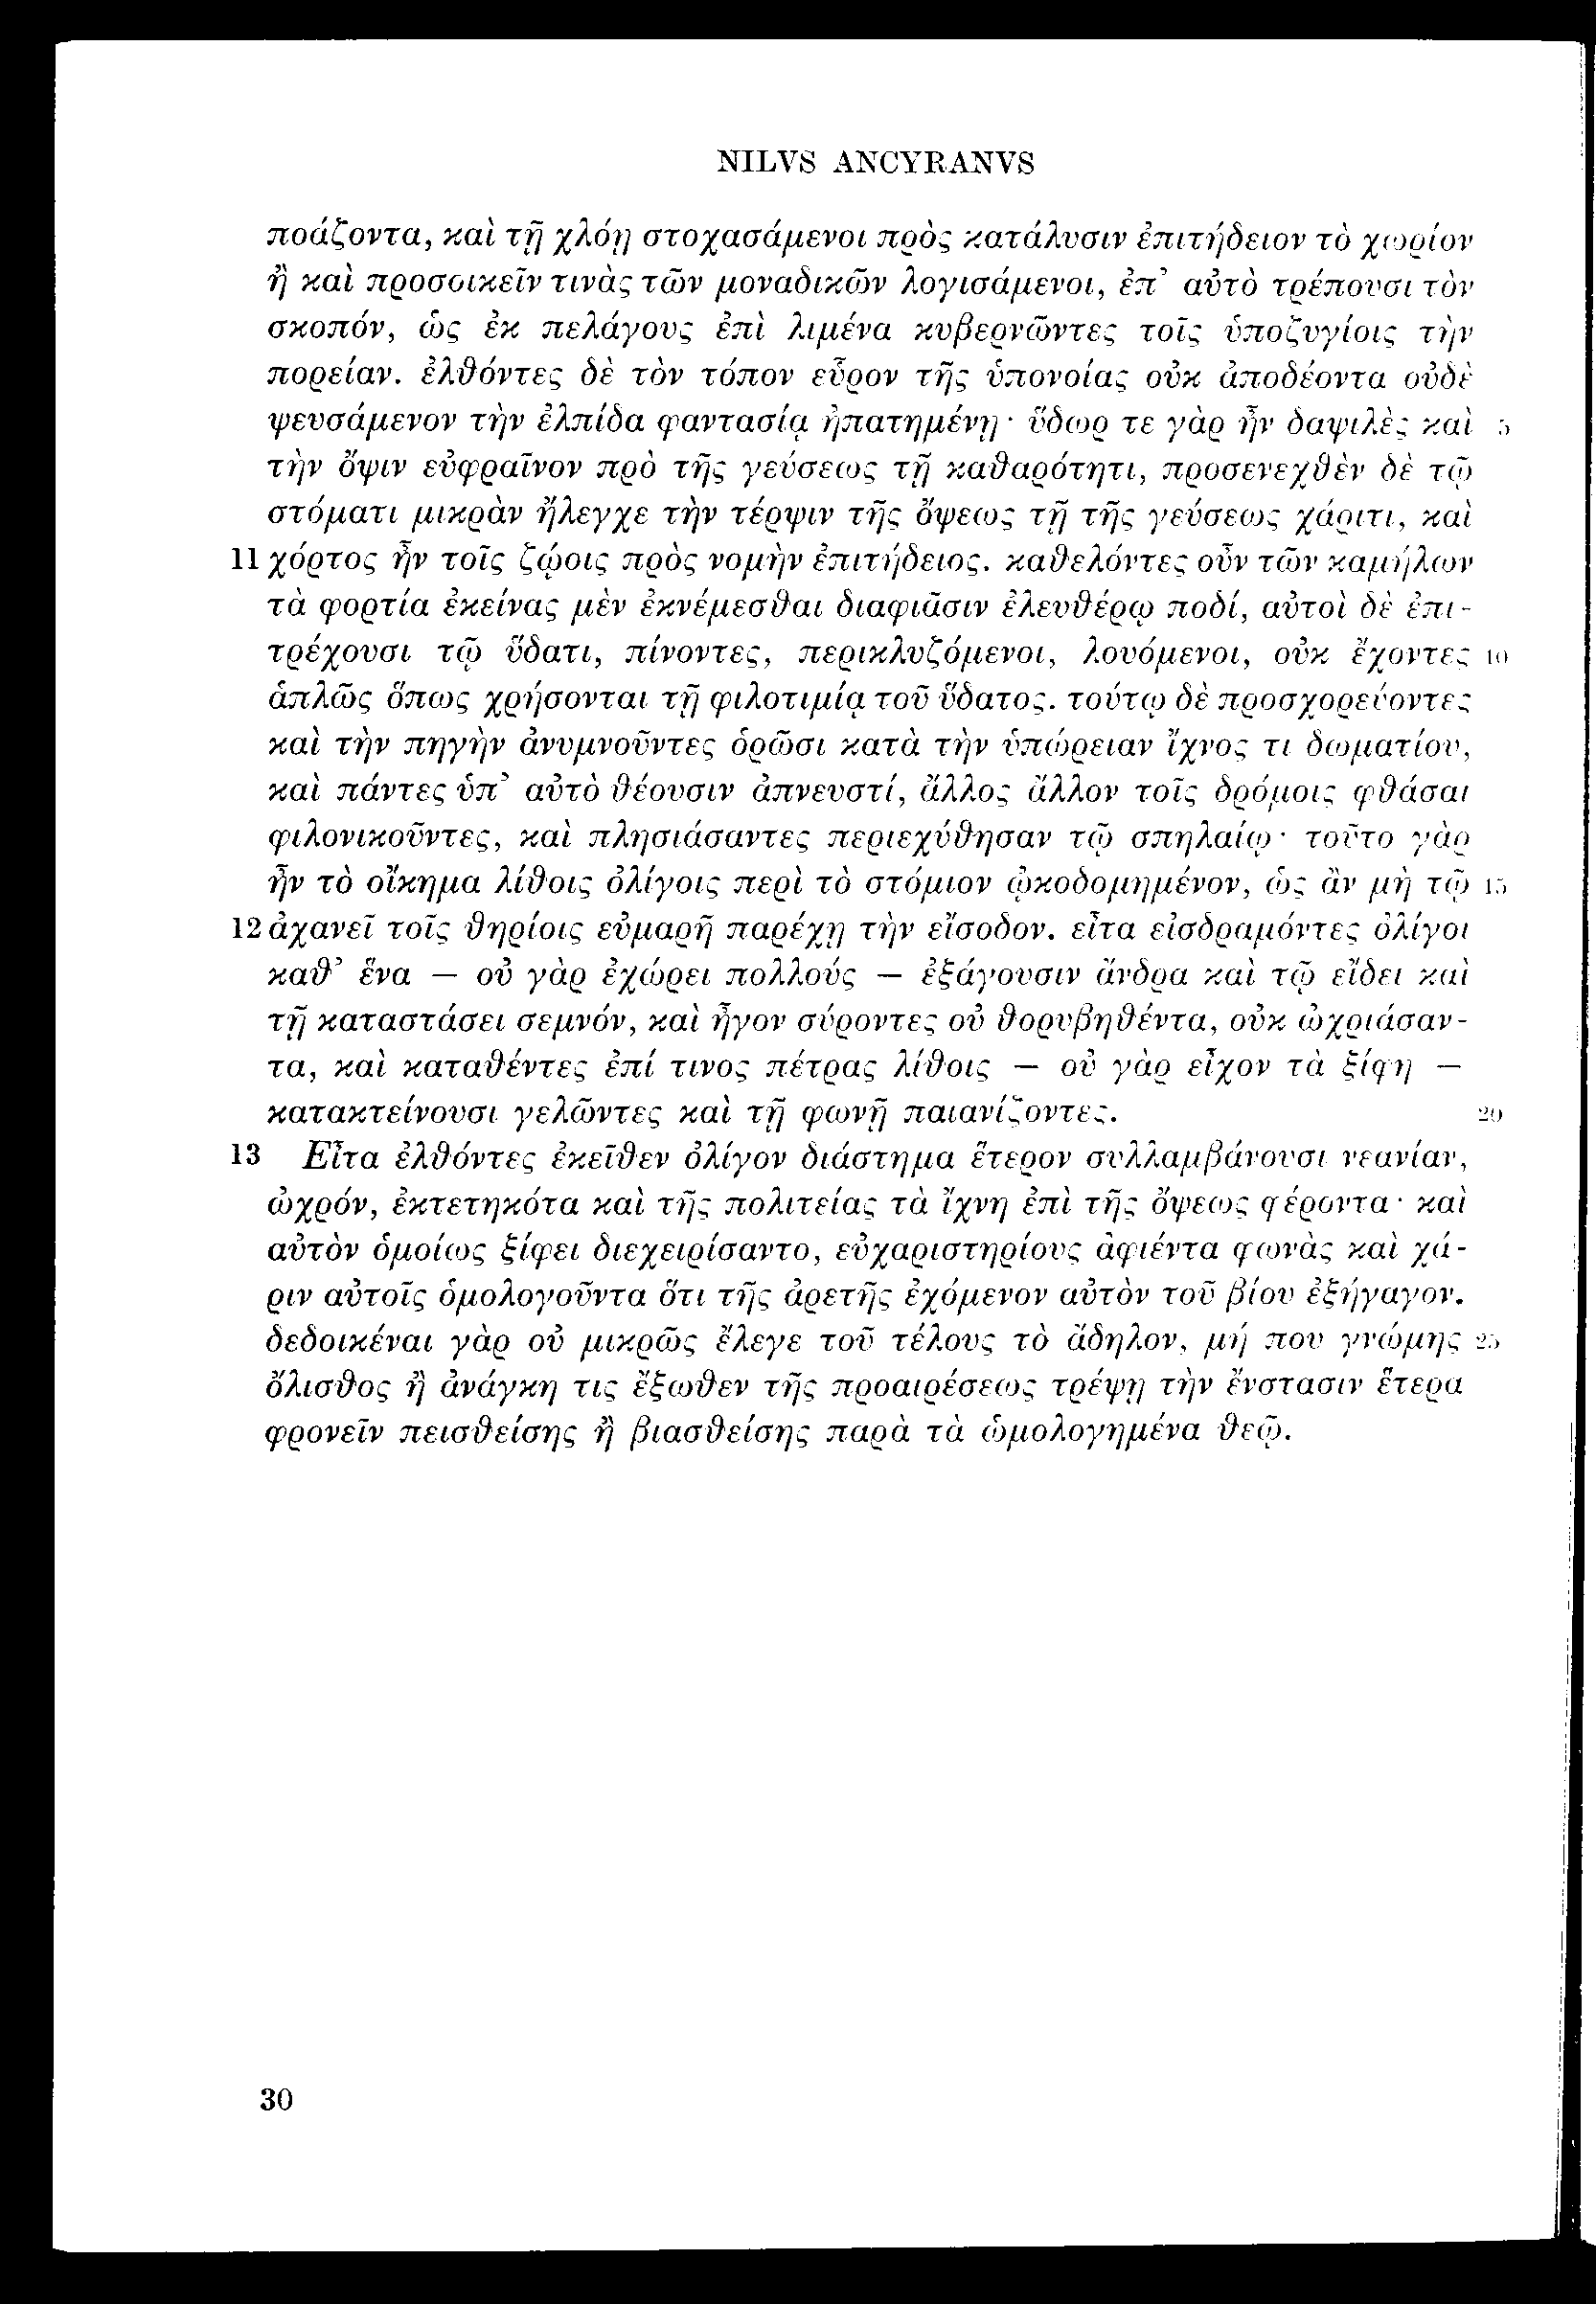 NILVS ANCYRANVS
ποάζοντα, καὶ τῇ χλόῃ στοχασάμενοι πρὸς κατάλυσιν ἐπιτήδειον τὸ χωρίον
ἢ καὶ προσοικεῖν τινὰς τῶν μοναδικῶν λογισάμενοι, ἐπ’ αὐτὸ τρέπουσι τὸν
σκοπόν, ὡς ἐκ πελάγους ἐπὶ λιμένα κυβερνῶντες τοῖς ὑποζυγίοις τὴν
πορείαν. ἐλθόντες δὲ τὸν τόπον εὗρον τῆς ὑπονοίας οὐκ ἀποδέοντα οὐδὲ
ψευσάμενον τὴν ἐλπίδα φαντασίᾳ ἠπατημένῃ· ὕδωρ τε γὰρ ἦν δαψιλὲς καὶ 5
τὴν ὄψιν εὐφραῖνον πρὸ τῆς γεύσεως τῇ καθαρότητι, προσενεχθὲν δὲ τῷ
στόματι μικρὰν ἤλεγχε τὴν τέρψιν τῆς ὄψεως τῇ τῆς γεύσεως χάριτι, καὶ
11 χόρτος ἦν τοῖς ζῴοις πρὸς νομὴν ἐπιτήδειος. καθελόντες οὖν τῶν καμήλων
τὰ φορτία ἐκείνας μὲν ἐκνέμεσθαι διαφιᾶσιν ἐλευθέρῳ ποδί, αὐτοὶ δὲ ἐπι-
τρέχουσι τῷ ὕδατι, πίνοντες, περικλυζόμενοι, λουόμενοι, οὐκ ἔχοντες 10
ἁπλῶς ὅπως χρήσονται τῇ φιλοτιμίᾳ τοῦ ὕδατος. τούτῳ δὲ προσχορεύοντες
καὶ τὴν πηγὴν ἀνυμνοῦντες ὁρῶσι κατὰ τὴν ὑπώρειαν ἴχνος τι δωματίου,
καὶ πάντες ὑπ’ αὐτὸ θέουσιν ἀπνευστί, ἄλλος ἄλλον τοῖς δρόμοις φθάσαι
φιλονικοῦντες, καὶ πλησιάσαντες περιεχύθησαν τῷ σπηλαίῳ· τοῦτο γὰρ
ἦν τὸ οἴκημα λίθοις ὀλίγοις περὶ τὸ στόμιον ᾠκοδομημένον, ὡς ἂν μὴ τῷ 15
12 ἀχανεῖ τοῖς θηρίοις εὐμαρῆ παρέχῃ τὴν εἴσοδον. εἶτα εἰσδραμόντες ὀλίγοι
καθ’ ἕνα – οὐ γὰρ ἐχώρει πολλούς – ἐξάγουσιν ἄνδρα καὶ τῷ εἴδει καὶ
τῇ καταστάσει σεμνόν, καὶ ἦγον σύροντες οὐ θορυβηθέντα, οὐκ ὠχριάσαν-
τα, καὶ καταθέντες ἐπί τινος πέτρας λίθοις – οὐ γὰρ εἶχον τὰ ξίφη –
κατακτείνουσι γελῶντες καὶ τῇ φωνῇ παιανίζοντες. 20
13 Εἶτα ἐλθόντες ἐκεῖθεν ὀλίγον διάστημα ἕτερον συλλαμβάνουσι νεανίαν,
ὠχρόν, ἐκτετηκότα καὶ τῆς πολιτείας τὰ ἴχνη ἐπὶ τῆς ὄψεως φέροντα· καὶ
αὐτὸν ὁμοίως ξίφει διεχειρίσαντο, εὐχαριστηρίους ἀφιέντα φωνὰς καὶ χά-
ριν αὐτοῖς ὁμολογοῦντα ὅτι τῆς ἀρετῆς ἐχόμενον αὐτὸν τοῦ βίου ἐξήγαγον.
δεδοικέναι γὰρ οὐ μικρῶς ἔλεγε τοῦ τέλους τὸ ἄδηλον, μή που γνώμης 25
ὄλισθος ἢ ἀνάγκη τις ἔξωθεν τῆς προαιρέσεως τρέψῃ τὴν ἔνστασιν ἕτερα
φρονεῖν πεισθείσης ἢ βιασθείσης παρὰ τὰ ὡμολογημένα θεῷ.
30